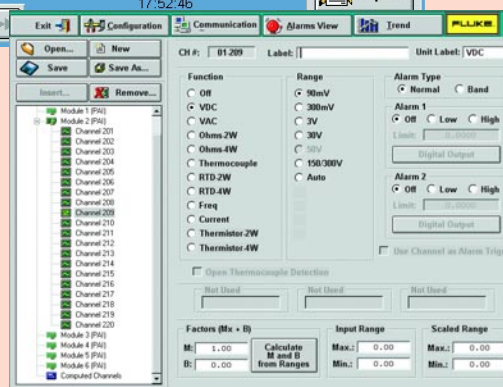 17:52:46
Exit Configuration Communication Alarms View Trend FLUKE
Open... New
Save Save As...
Insert... Remove...
Module 1 (PAI)
Module 2 (PAI)
Channel 201
Channel 202
Channel 203
Channel 204
Channel 205
Channel 206
Channel 207
Channel 208
Channel 209
Channel 210
Channel 211
Channel 212
Channel 213
Channel 214
Channel 215
Channel 216
Channel 217
Channel 218
Channel 219
Channel 220
Module 3 (PAI)
Module 4 (PAI)
Module 5 (PAI)
Module 6 (PAI)
Computed Channels
CH #: 01-209 Label: Unit Label: VDC
Function
Off
VDC
VAC
Ohms-2W
Ohms-4W
Thermocouple
RTD-2W
RTD-4W
Freq
Current
Thermistor-2W
Thermistor-4W
Range
90mV
300mV
3V
30V
50V
150/300V
Auto
Alarm Type
Normal Band
Alarm 1
Off Low High
Limit: 0.0000
Digital Output
Alarm 2
Off Low High
Limit: 0.0000
Digital Output
Use Channel as Alarm Trig
Open Thermocouple Detection
Not Used Not Used Not Used
Factors (Mx + B)
M: 1.00
B: 0.00
Calculate
M and B
from Ranges
Input Range
Max.: 0.00
Min.: 0.00
Scaled Range
Max.: 0.00
Min.: 0.00